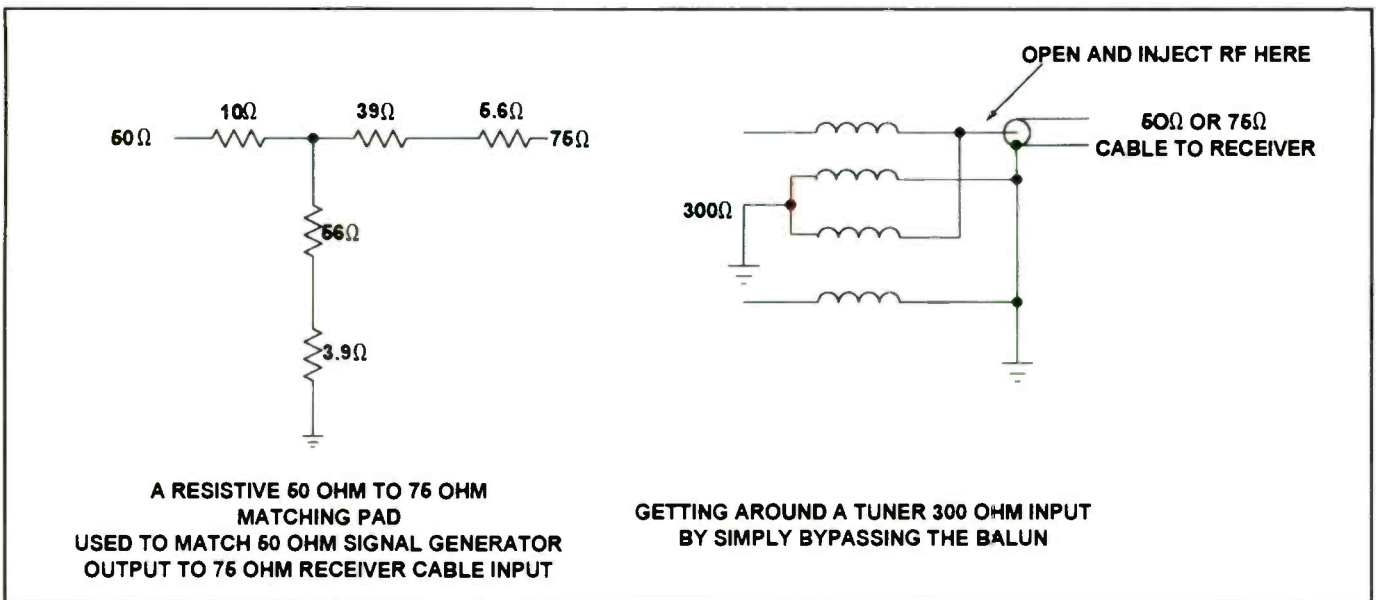 10Ω
39Ω
5.6Ω
50Ω
75Ω
56Ω
3.9Ω
A RESISTIVE 50 OHM TO 75 OHM
MATCHING PAD
USED TO MATCH 50 OHM SIGNAL GENERATOR
OUTPUT TO 75 OHM RECEIVER CABLE INPUT
OPEN AND INJECT RF HERE
50Ω OR 75Ω
CABLE TO RECEIVER
300Ω
GETTING AROUND A TUNER 300 OHM INPUT
BY SIMPLY BYPASSING THE BALUN